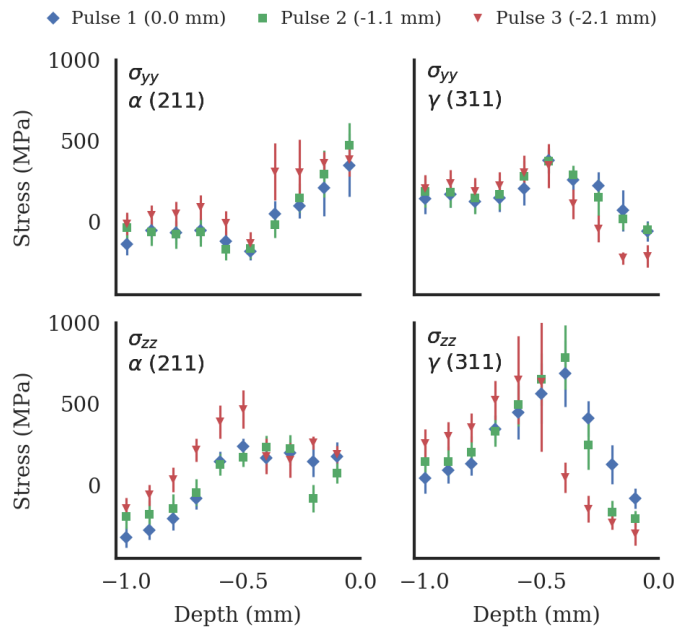 Pulse 1 (0.0 mm) Pulse 2 (-1.1 mm) Pulse 3 (-2.1 mm)
1000
500
0
Stress (MPa)
σyy
α (211)
σyy
γ (311)
1000
500
0
Stress (MPa)
σzz
α (211)
σzz
γ (311)
−1.0 −0.5 0.0
Depth (mm)
−1.0 −0.5 0.0
Depth (mm)